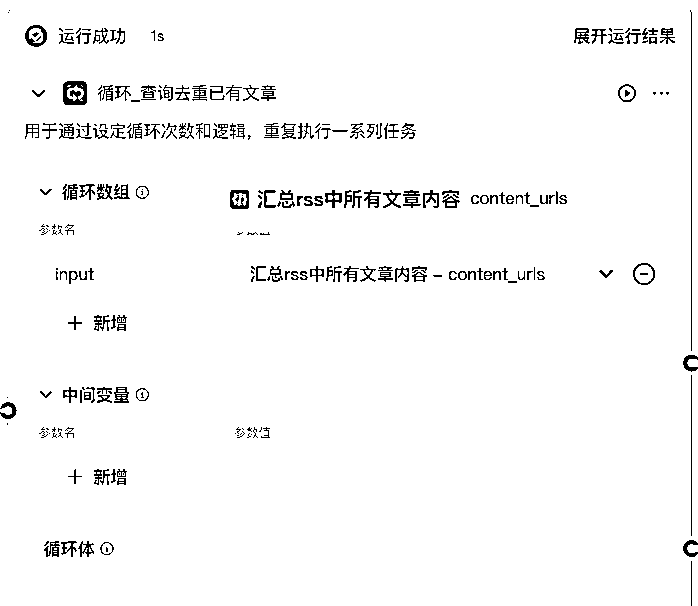 运行成功 1s 展开运行结果
循环_查询去重已有文章
用于通过设定循环次数和逻辑，重复执行一系列任务
循环数组
汇总rss中所有文章内容 content_urls
参数名
input 汇总rss中所有文章内容 – content_urls
+ 新增
中间变量
参数名 参数值
+ 新增
循环体